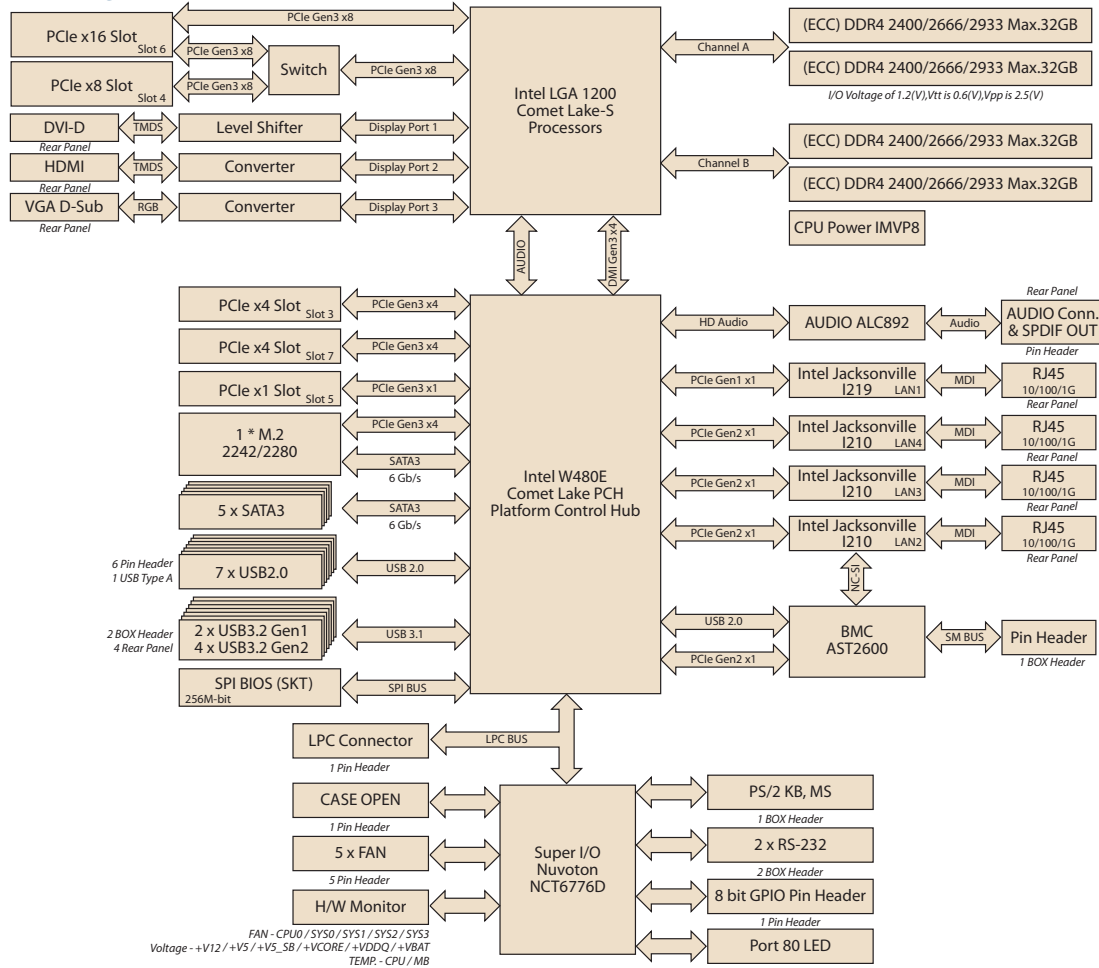 PCIe x16 Slot
Slot 6
PCIe Gen3 x8
PCIe Gen3 x8
PCIe x8 Slot
Slot 4
PCIe Gen3 x8
Switch
PCIe Gen3 x8
DVI-D
Rear Panel
TMDS
Level Shifter
Display Port 1
HDMI
Rear Panel
TMDS
Converter
Display Port 2
VGA D-Sub
Rear Panel
RGB
Converter
Display Port 3
Intel LGA 1200
Comet Lake-S
Processors
Channel A
(ECC) DDR4 2400/2666/2933 Max.32GB
(ECC) DDR4 2400/2666/2933 Max.32GB
I/O Voltage of 1.2(V),Vtt is 0.6(V),Vpp is 2.5(V)
Channel B
(ECC) DDR4 2400/2666/2933 Max.32GB
(ECC) DDR4 2400/2666/2933 Max.32GB
CPU Power IMVP8
AUDIO
DMI Gen3 x4
PCIe x4 Slot
Slot 3
PCIe Gen3 x4
PCIe x4 Slot
Slot 7
PCIe Gen3 x4
PCIe x1 Slot
Slot 5
PCIe Gen3 x1
1 * M.2
2242/2280
PCIe Gen3 x4
SATA3
6 Gb/s
5 x SATA3
SATA3
6 Gb/s
6 Pin Header
1 USB Type A
7 x USB2.0
USB 2.0
2 BOX Header
4 Rear Panel
2 x USB3.2 Gen1
4 x USB3.2 Gen2
USB 3.1
SPI BIOS (SKT)
256M-bit
SPI BUS
Intel W480E
Comet Lake PCH
Platform Control Hub
HD Audio
AUDIO ALC892
Audio
Rear Panel
AUDIO Conn.
& SPDIF OUT
Pin Header
PCIe Gen1 x1
Intel Jacksonville
I219
LAN1
MDI
RJ45
10/100/1G
Rear Panel
PCIe Gen2 x1
Intel Jacksonville
I210
LAN4
MDI
RJ45
10/100/1G
Rear Panel
PCIe Gen2 x1
Intel Jacksonville
I210
LAN3
MDI
RJ45
10/100/1G
Rear Panel
PCIe Gen2 x1
Intel Jacksonville
I210
LAN2
MDI
RJ45
10/100/1G
Rear Panel
NC-SI
USB 2.0
PCIe Gen2 x1
BMC
AST2600
SM BUS
Pin Header
1 BOX Header
LPC Connector
1 Pin Header
LPC BUS
CASE OPEN
1 Pin Header
5 x FAN
5 Pin Header
H/W Monitor
FAN - CPU0 / SYS0 / SYS1 / SYS2 / SYS3
Voltage - +V12 / +V5 / +V5_SB / +VCORE / +VDDQ / +VBAT
TEMP. - CPU / MB
Super I/O
Nuvoton
NCT6776D
PS/2 KB, MS
1 BOX Header
2 x RS-232
2 BOX Header
8 bit GPIO Pin Header
1 Pin Header
Port 80 LED